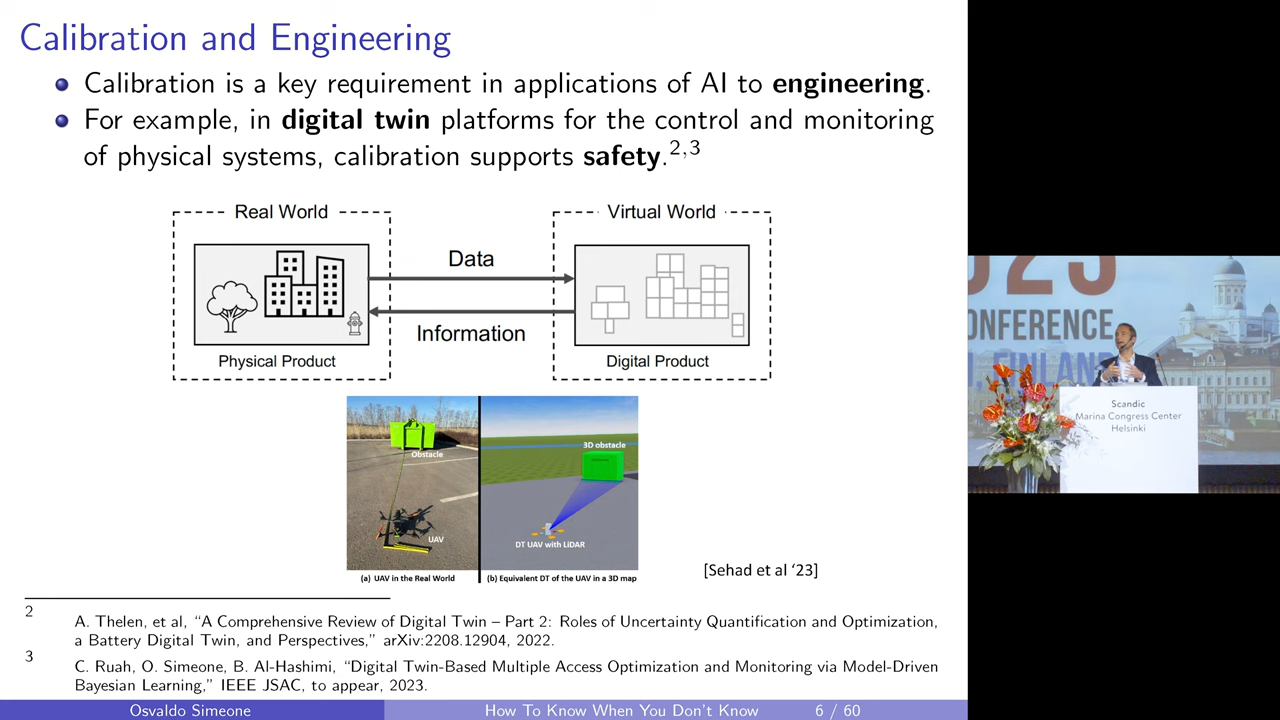 Calibration and Engineering
Calibration is a key requirement in applications of AI to engineering.
For example, in digital twin platforms for the control and monitoring
of physical systems, calibration supports safety.2,3
Real World
Virtual World
Data
Information
Physical Product
Digital Product
Obstacle
UAV
3D obstacle
DT UAV with LiDAR
(a) UAV in the Real World
(b) Equivalent DT of the UAV in a 3D map
[Sehad et al ‘23]
2 A. Thelen, et al, “A Comprehensive Review of Digital Twin – Part 2: Roles of Uncertainty Quantification and Optimization,
a Battery Digital Twin, and Perspectives,” arXiv:2208.12904, 2022.
3 C. Ruah, O. Simeone, B. Al-Hashimi, “Digital Twin-Based Multiple Access Optimization and Monitoring via Model-Driven
Bayesian Learning,” IEEE JSAC, to appear, 2023.
Osvaldo Simeone
How To Know When You Don’t Know
6 / 60
2023
ONFERENCE
, FINLAND
Scandic
Marina Congress Center
Helsinki